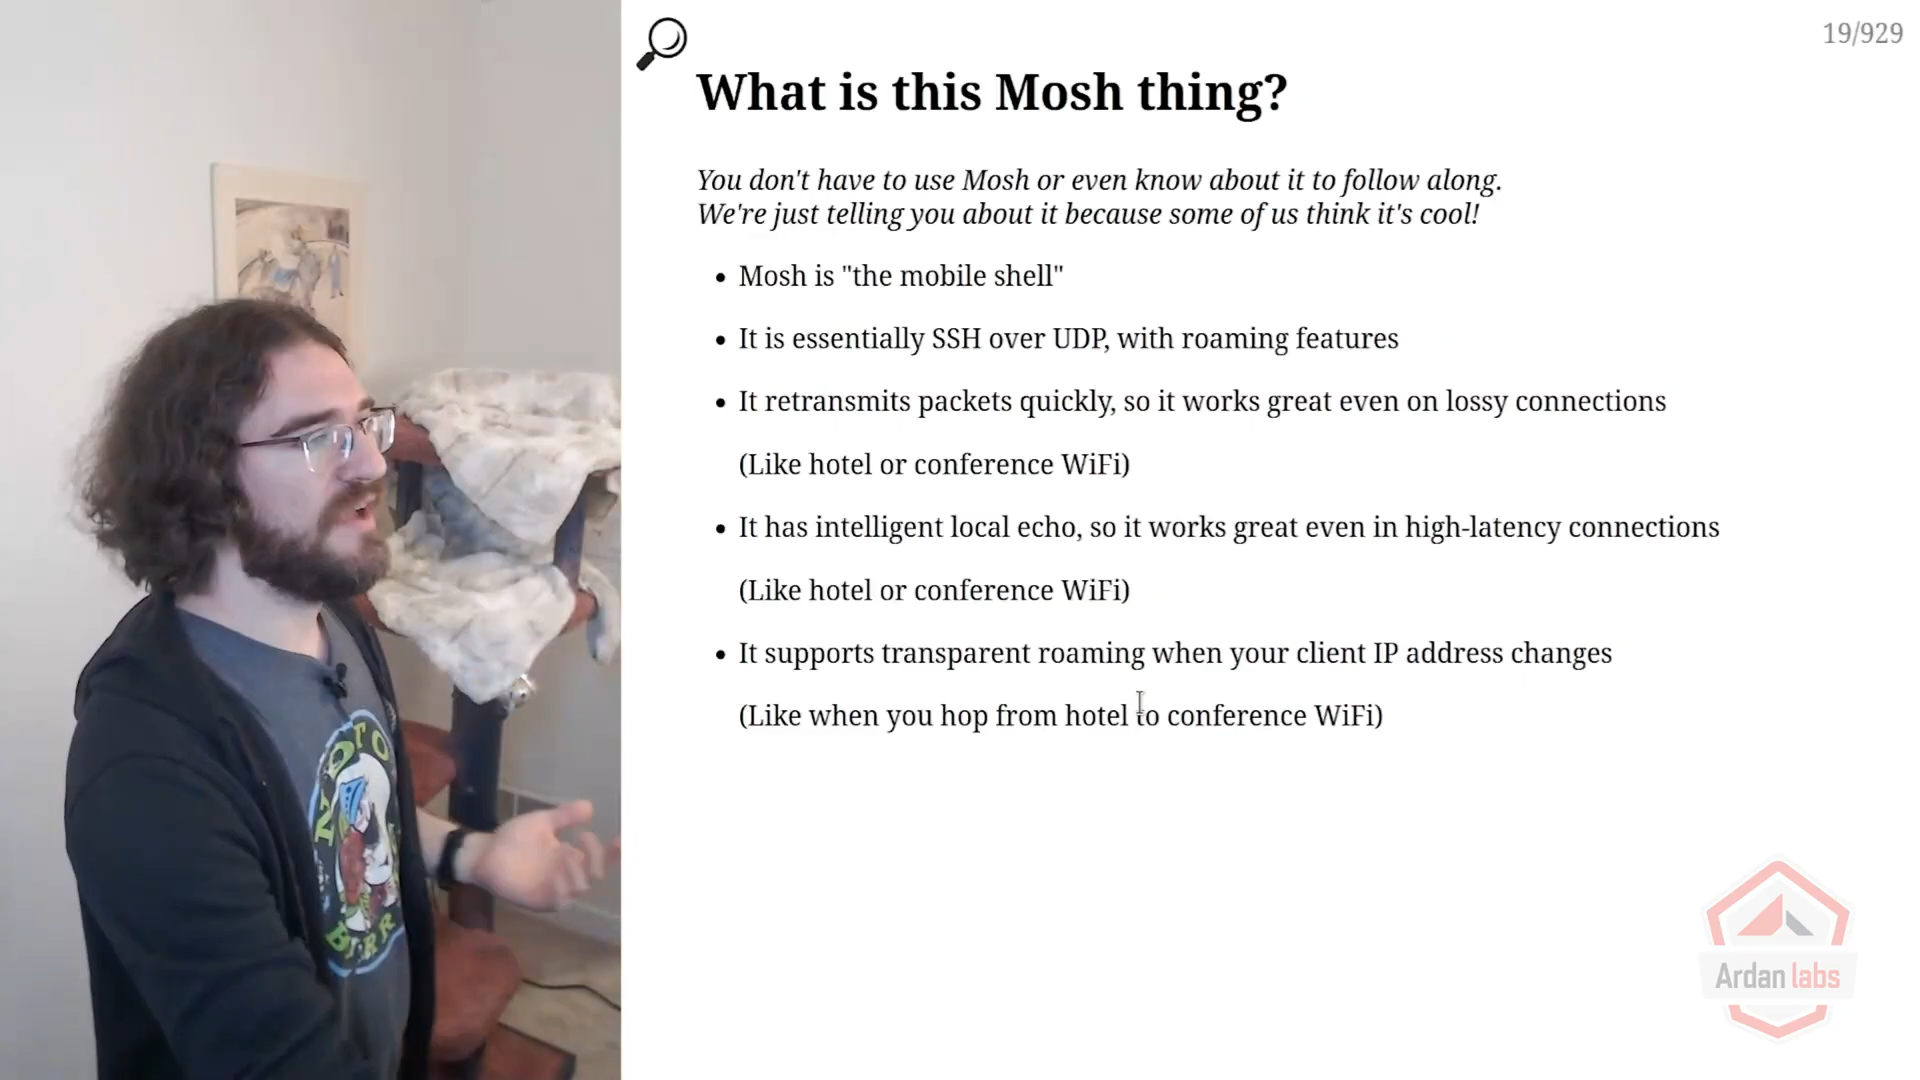 19/929
What is this Mosh thing?
You don't have to use Mosh or even know about it to follow along.
We're just telling you about it because some of us think it's cool!
• Mosh is "the mobile shell"
• It is essentially SSH over UDP, with roaming features
• It retransmits packets quickly, so it works great even on lossy connections
(Like hotel or conference WiFi)
• It has intelligent local echo, so it works great even in high-latency connections
(Like hotel or conference WiFi)
• It supports transparent roaming when your client IP address changes
(Like when you hop from hotel to conference WiFi)
Ardan labs